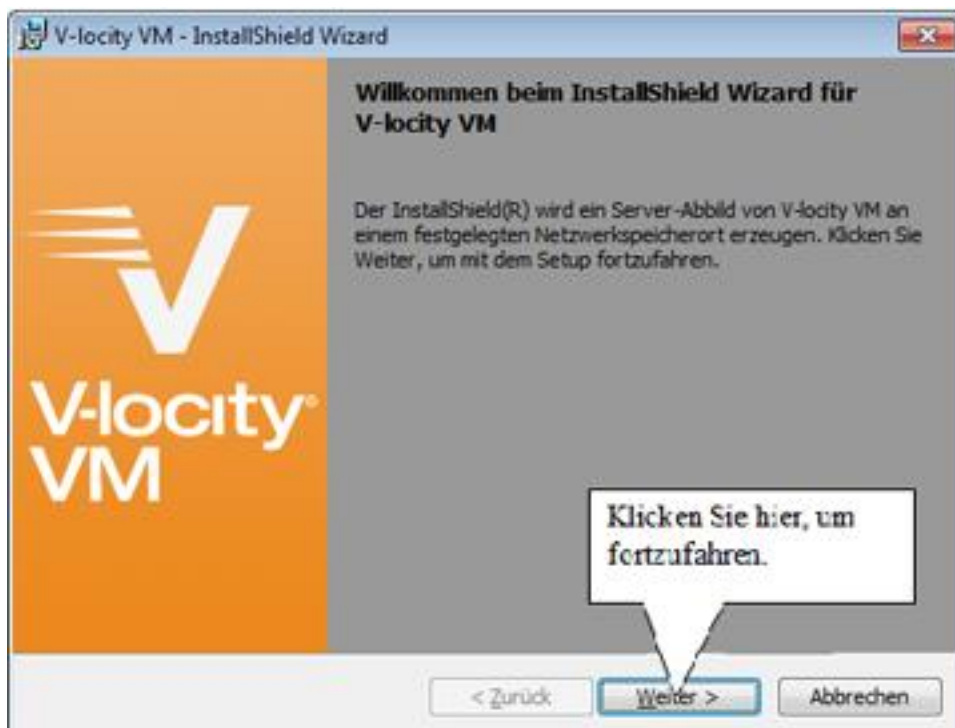 V-locity VM - InstallShield Wizard
Willkommen beim InstallShield Wizard für
V-locity VM
Der InstallShield(R) wird ein Server-Abbild von V-locity VM an
einem festgelegten Netzwerkspeicherort erzeugen. Klicken Sie
Weiter, um mit dem Setup fortzufahren.
V-locity®
VM
Klicken Sie hier, um
fortzufahren.
< Zurück
Weiter >
Abbrechen